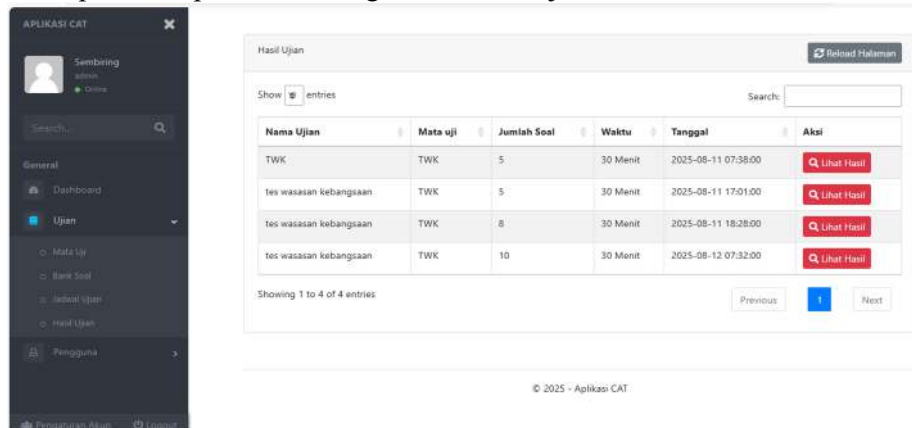 APLIKASI CAT
Sembiring
admin
Online
Search...
General
Dashboard
Ujian
Mata Uji
Bank Soal
Jadwal Ujian
Hasil Ujian
Pengguna
Pengaturan Akun Logout
Hasil Ujian Reload Halaman
Show entries Search:
Nama Ujian Mata uji Jumlah Soal Waktu Tanggal Aksi
TWK TWK 5 30 Menit 2025-08-11 07:38:00 Lihat Hasil
tes wasasan kebangsaan TWK 5 30 Menit 2025-08-11 17:01:00 Lihat Hasil
tes wasasan kebangsaan TWK 8 30 Menit 2025-08-11 18:28:00 Lihat Hasil
tes wasasan kebangsaan TWK 10 30 Menit 2025-08-12 07:32:00 Lihat Hasil
Showing 1 to 4 of 4 entries Previous 1 Next
© 2025 - Aplikasi CAT